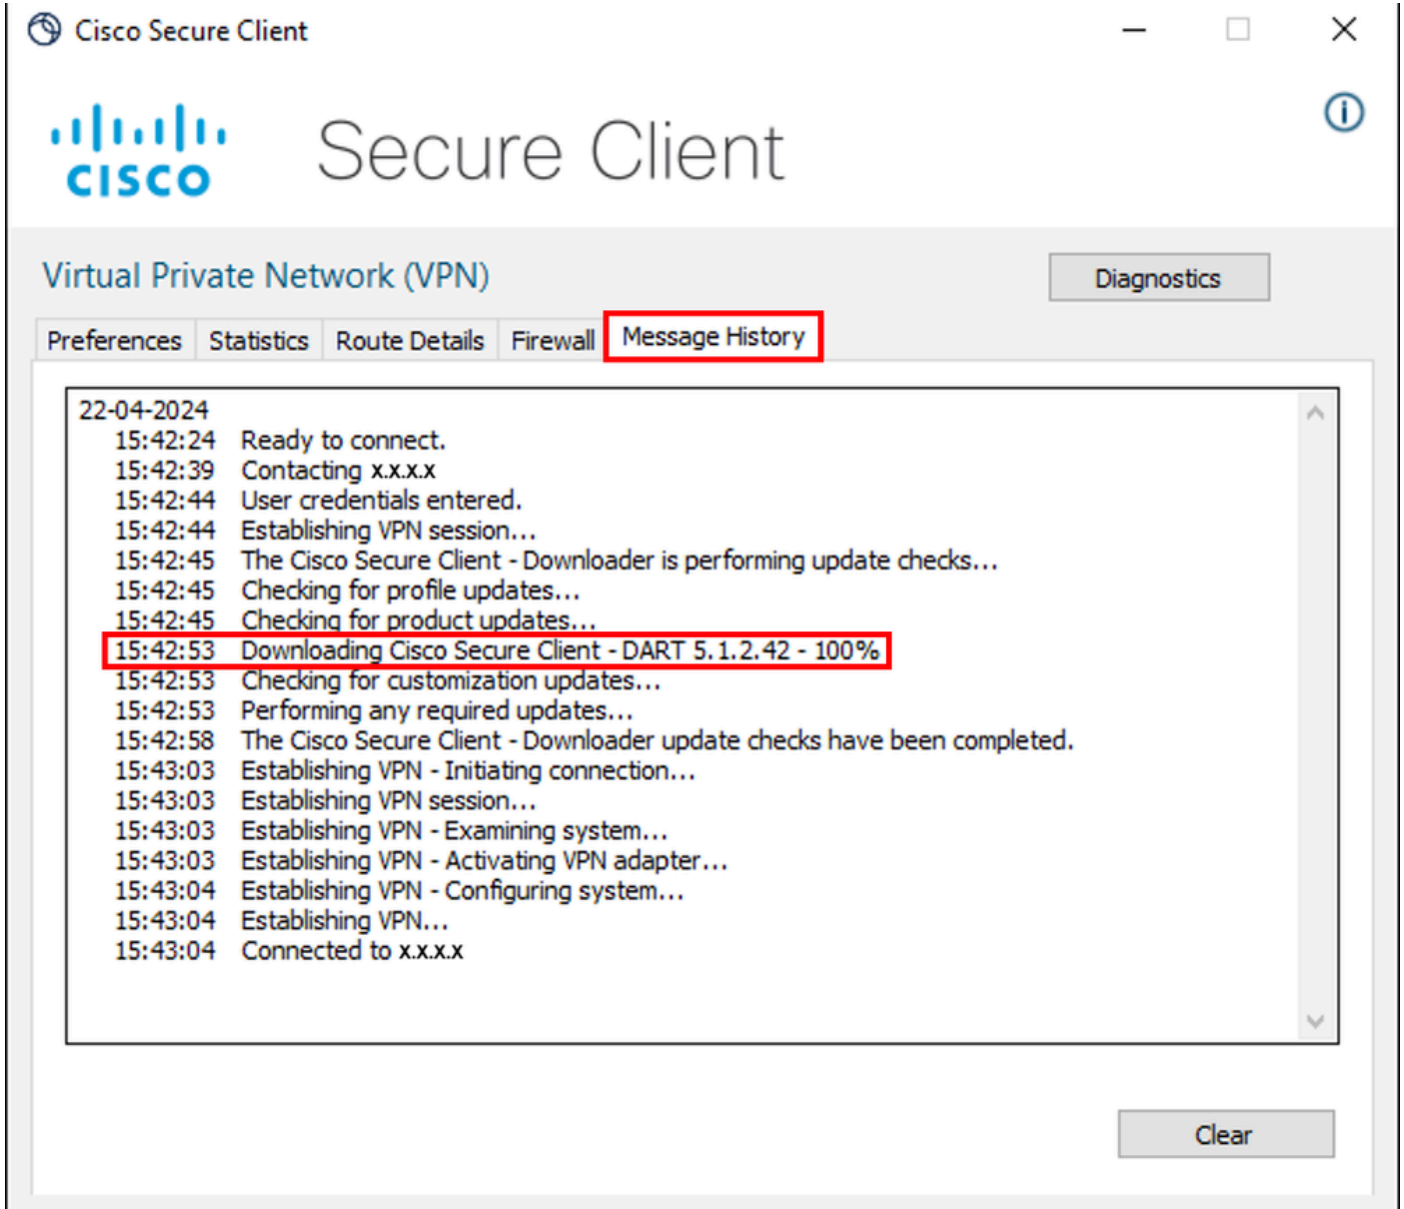 Cisco Secure Client
CISCO
Secure Client
Virtual Private Network (VPN)
Diagnostics
Preferences Statistics Route Details Firewall Message History
22-04-2024
15:42:24 Ready to connect.
15:42:39 Contacting x.x.x.x
15:42:44 User credentials entered.
15:42:44 Establishing VPN session...
15:42:45 The Cisco Secure Client - Downloader is performing update checks...
15:42:45 Checking for profile updates...
15:42:45 Checking for product updates...
15:42:53 Downloading Cisco Secure Client - DART 5.1.2.42 - 100%
15:42:53 Checking for customization updates...
15:42:53 Performing any required updates...
15:42:58 The Cisco Secure Client - Downloader update checks have been completed.
15:43:03 Establishing VPN - Initiating connection...
15:43:03 Establishing VPN session...
15:43:03 Establishing VPN - Examining system...
15:43:03 Establishing VPN - Activating VPN adapter...
15:43:04 Establishing VPN - Configuring system...
15:43:04 Establishing VPN...
15:43:04 Connected to x.x.x.x
Clear